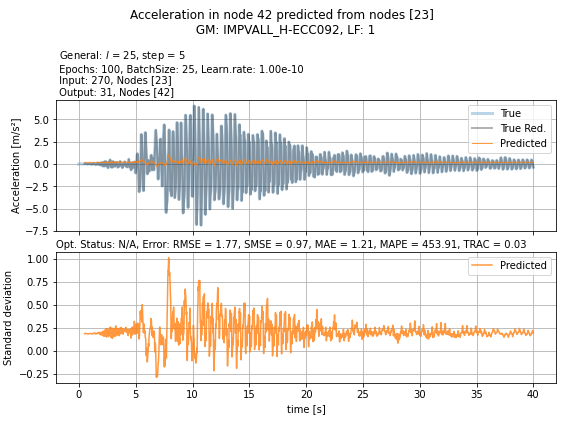 Acceleration in node 42 predicted from nodes [23]
GM: IMPVALL_H-ECC092, LF: 1
General: l = 25, step = 5
Epochs: 100, BatchSize: 25, Learn.rate: 1.00e-10
Input: 270, Nodes [23]
Output: 31, Nodes [42]
Acceleration [m/s²]
5.0
2.5
0.0
−2.5
−5.0
−7.5
True
True Red.
Predicted
Opt. Status: N/A, Error: RMSE = 1.77, SMSE = 0.97, MAE = 1.21, MAPE = 453.91, TRAC = 0.03
Standard deviation
1.00
0.75
0.50
0.25
0.00
−0.25
Predicted
0 5 10 15 20 25 30 35 40
time [s]